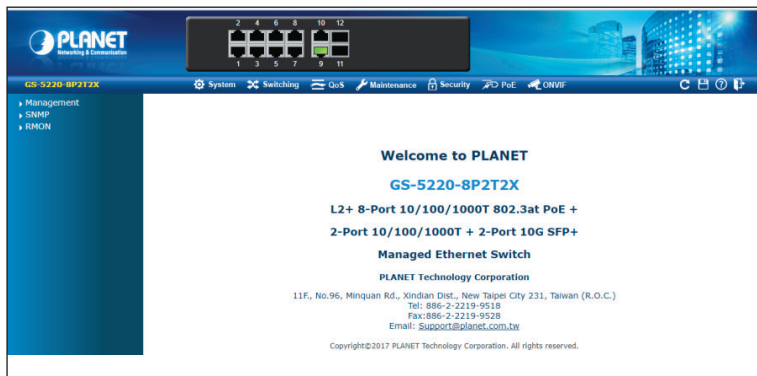 PLANET
Networking & Communication
2 4 6 8 10 12
1 3 5 7 9 11
GS-5220-8P2T2X
System Switching QoS Maintenance Security PoE ONVIF
Management
SNMP
RMON
Welcome to PLANET
GS-5220-8P2T2X
L2+ 8-Port 10/100/1000T 802.3at PoE +
2-Port 10/100/1000T + 2-Port 10G SFP+
Managed Ethernet Switch
PLANET Technology Corporation
11F., No.96, Minquan Rd., Xindian Dist., New Taipei City 231, Taiwan (R.O.C.)
Tel: 886-2-2219-9518
Fax:886-2-2219-9528
Email: Support@planet.com.tw
Copyright©2017 PLANET Technology Corporation. All rights reserved.